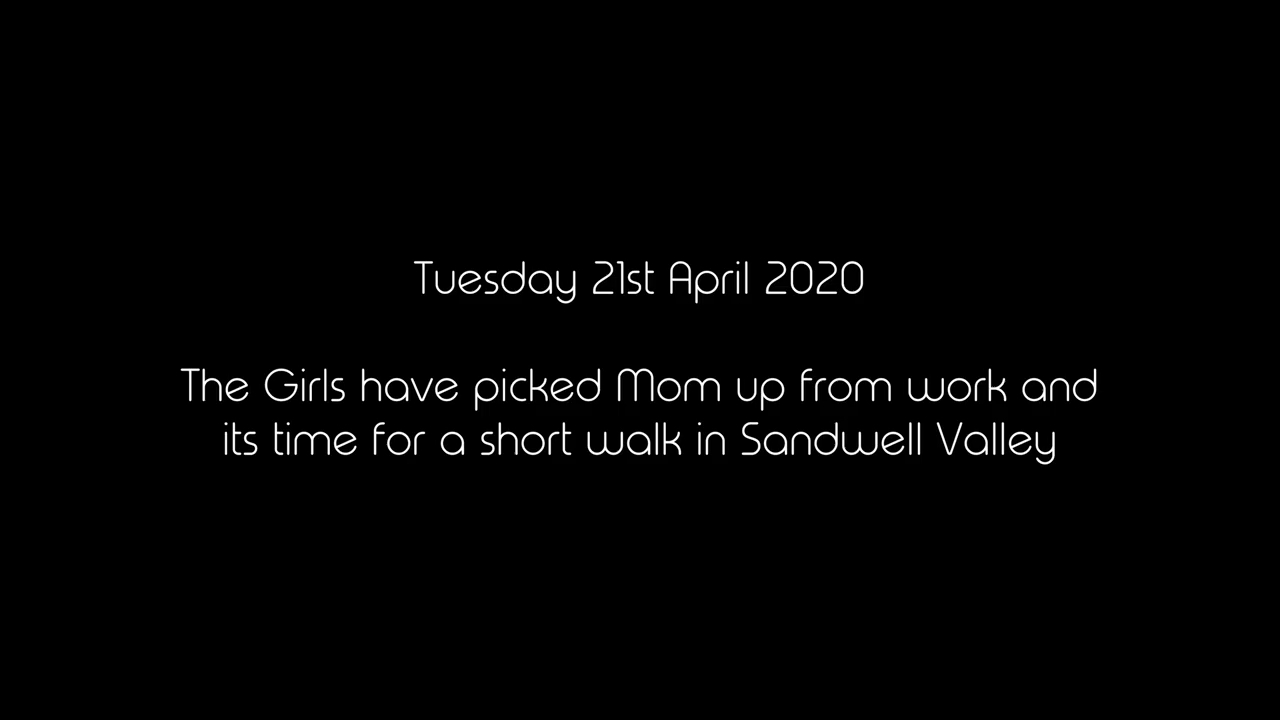 Tuesday 21st April 2020
The Girls have picked Mom up from work and
its time for a short walk in Sandwell Valley